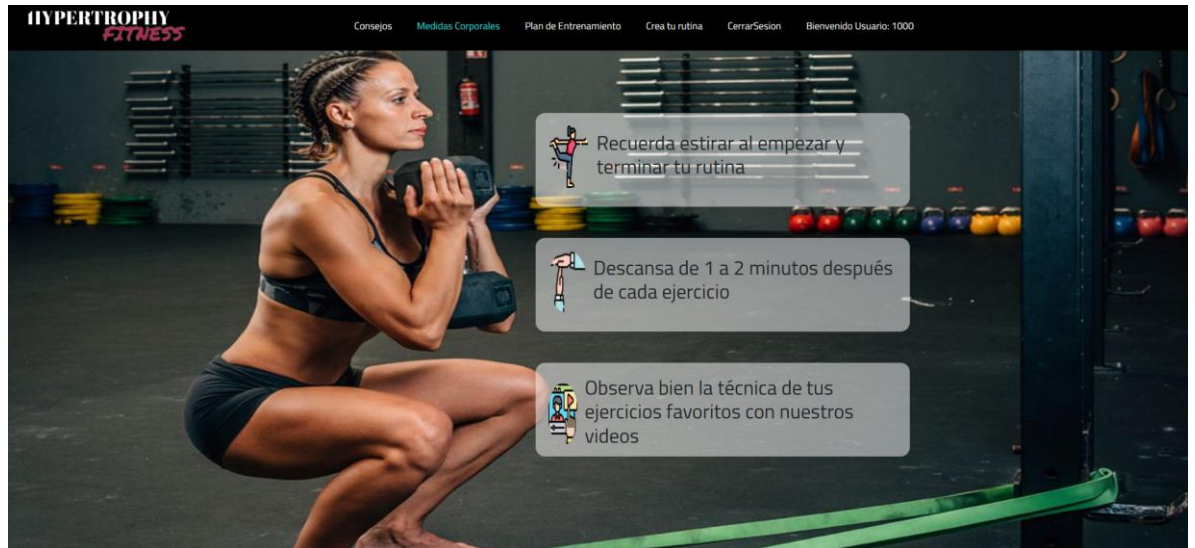 HYPERTROPHY
FITNESS
Consejos
Medidas Corporales
Plan de Entrenamiento
Crea tu rutina
CerrarSesion
Bienvenido Usuario: 1000
Recuerda estirar al empezar y
terminar tu rutina
Descansa de 1 a 2 minutos después
de cada ejercicio
Observa bien la técnica de tus
ejercicios favoritos con nuestros
videos